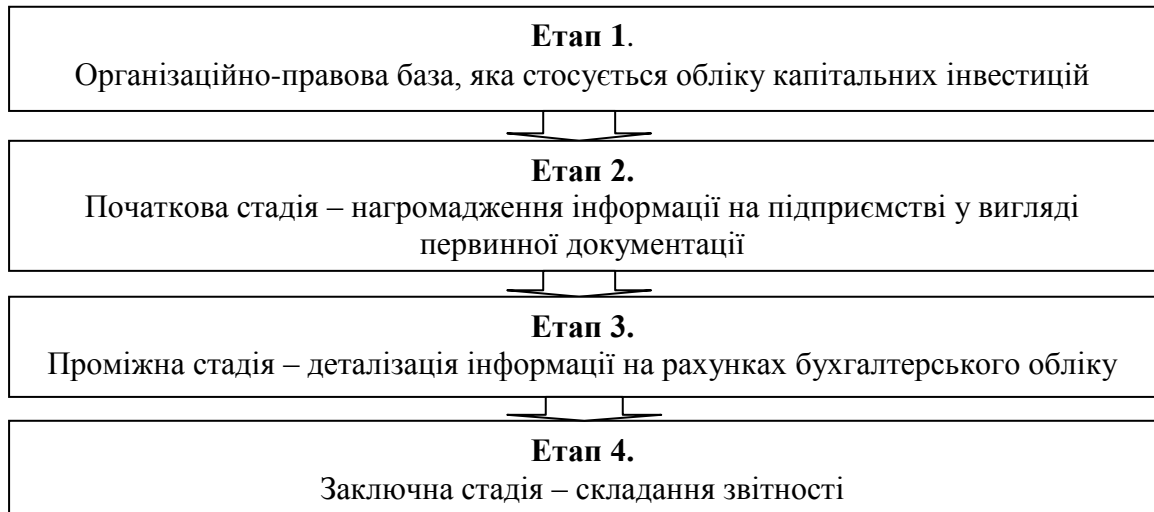 Етап 1.
Організаційно-правова база, яка стосується обліку капітальних інвестицій
Етап 2.
Початкова стадія – нагромадження інформації на підприємстві у вигляді
первинної документації
Етап 3.
Проміжна стадія – деталізація інформації на рахунках бухгалтерського обліку
Етап 4.
Заключна стадія – складання звітності